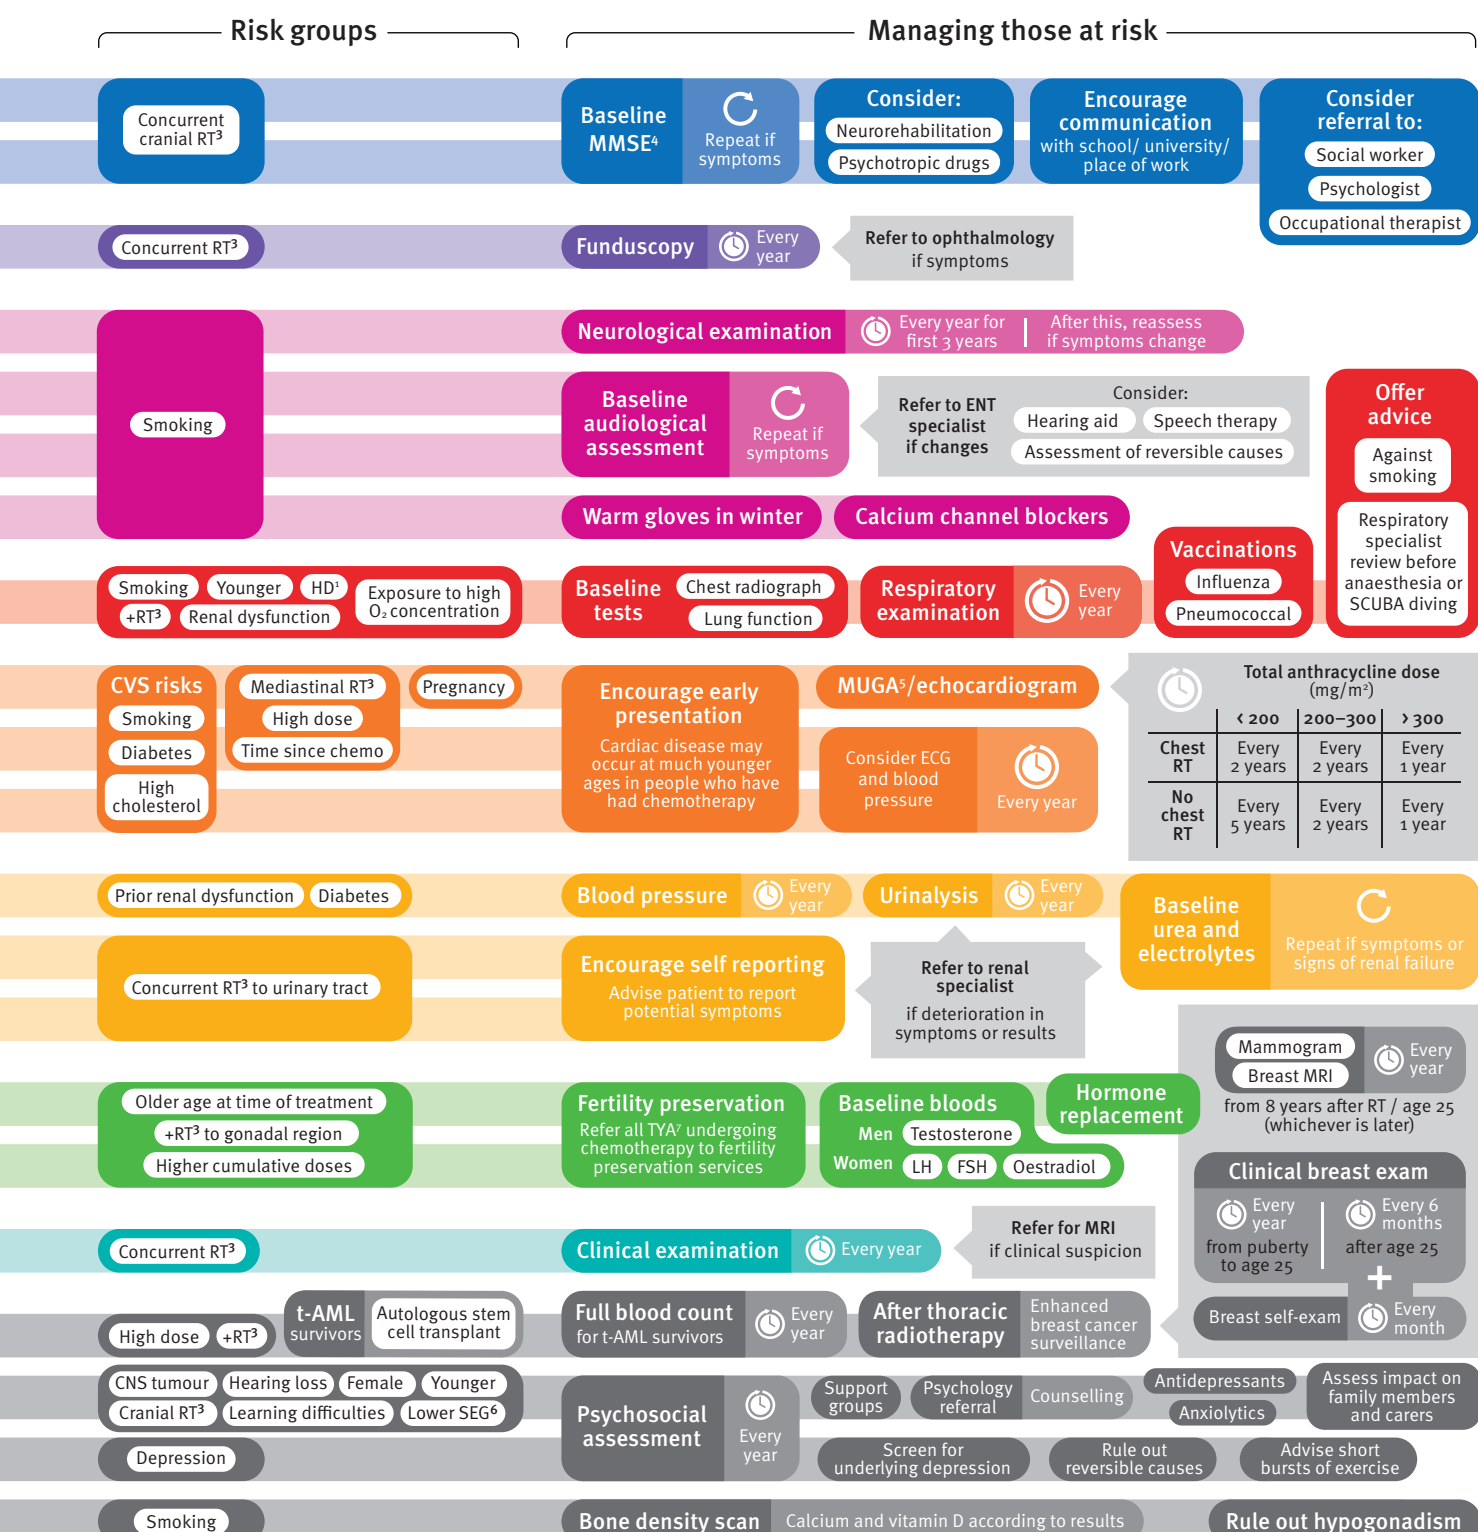 Risk groups
Managing those at risk
Concurrent
cranial RT³
Baseline
MMSE⁴
Repeat if
symptoms
Consider:
Neurorehabilitation
Psychotropic drugs
Encourage
communication
with school/ university/
place of work
Consider
referral to:
Social worker
Psychologist
Occupational therapist
Concurrent RT³
Funduscopy
Every
year
Refer to ophthalmology
if symptoms
Smoking
Neurological examination
Every year for
first 3 years
After this, reassess
if symptoms change
Baseline
audiological
assessment
Repeat if
symptoms
Refer to ENT
specialist
if changes
Consider:
Hearing aid
Speech therapy
Assessment of reversible causes
Warm gloves in winter
Calcium channel blockers
Offer
advice
Against
smoking
Respiratory
specialist
review before
anaesthesia or
SCUBA diving
Smoking
Younger
HD¹
+RT³
Renal dysfunction
Exposure to high
O₂ concentration
Baseline
tests
Chest radiograph
Lung function
Respiratory
examination
Every
year
Vaccinations
Influenza
Pneumococcal
CVS risks
Smoking
Diabetes
High
cholesterol
Mediastinal RT³
High dose
Time since chemo
Pregnancy
Encourage early
presentation
Cardiac disease may
occur at much younger
ages in people who have
had chemotherapy
MUGA⁵/echocardiogram
Consider ECG
and blood
pressure
Every year
Total anthracycline dose
(mg/m²)
< 200 200–300 > 300
Chest
RT
Every
2 years
Every
2 years
Every
1 year
No
chest
RT
Every
5 years
Every
2 years
Every
1 year
Prior renal dysfunction
Diabetes
Blood pressure
Every
year
Urinalysis
Every
year
Baseline
urea and
electrolytes
Repeat if symptoms or
signs of renal failure
Concurrent RT³ to urinary tract
Encourage self reporting
Advise patient to report
potential symptoms
Refer to renal
specialist
if deterioration in
symptoms or results
Older age at time of treatment
+RT³ to gonadal region
Higher cumulative doses
Fertility preservation
Refer all TYA⁷ undergoing
chemotherapy to fertility
preservation services
Baseline bloods
Men Testosterone
Women LH FSH Oestradiol
Hormone
replacement
Mammogram
Breast MRI
Every
year
from 8 years after RT / age 25
(whichever is later)
Clinical breast exam
Every
year
from puberty
to age 25
Every 6
months
after age 25
+
Breast self-exam
Every
month
Concurrent RT³
Clinical examination
Every year
Refer for MRI
if clinical suspicion
High dose
+RT³
t-AML
survivors
Autologous stem
cell transplant
Full blood count
for t-AML survivors
Every
year
After thoracic
radiotherapy
Enhanced
breast cancer
surveillance
CNS tumour
Hearing loss
Female
Younger
Cranial RT³
Learning difficulties
Lower SEG⁶
Depression
Psychosocial
assessment
Every
year
Support
groups
Psychology
referral
Counselling
Antidepressants
Anxiolytics
Assess impact on
family members
and carers
Screen for
underlying depression
Rule out
reversible causes
Advise short
bursts of exercise
Smoking
Bone density scan
Calcium and vitamin D according to results
Rule out hypogonadism